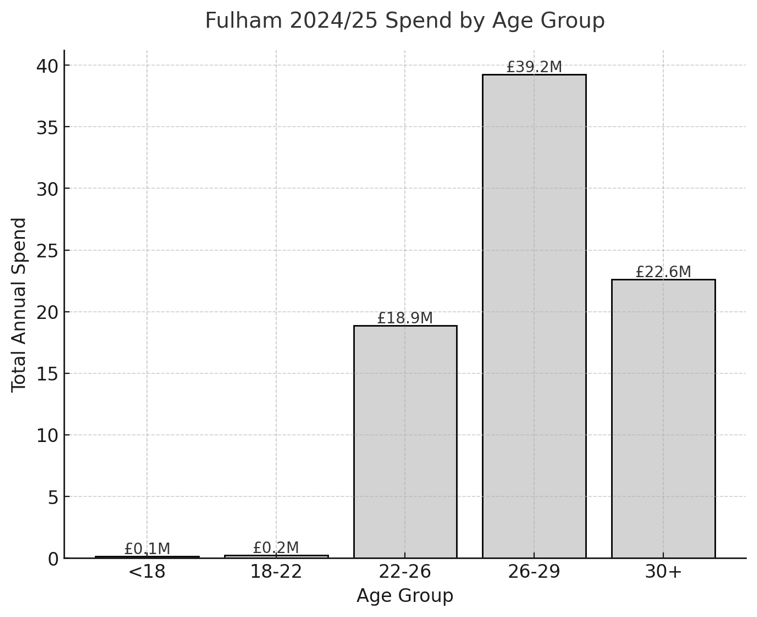 Fulham 2024/25 Spend by Age Group
Total Annual Spend
40
35
30
25
20
15
10
5
0
£0.1M
£0.2M
£18.9M
£39.2M
£22.6M
<18
18-22
22-26
26-29
30+
Age Group